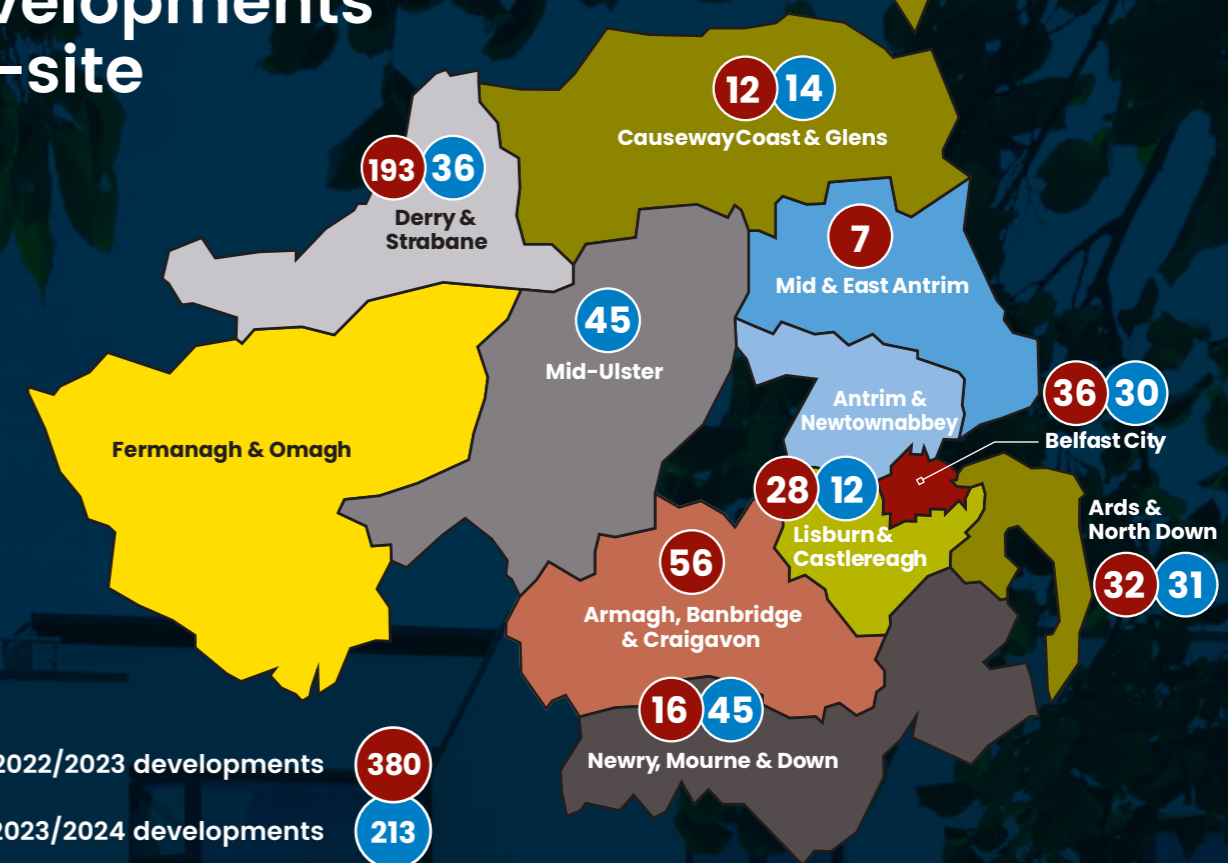 -site
12 14
CausewayCoast & Glens
193 36
Derry &
Strabane
7
Mid & East Antrim
45
Mid-Ulster
Antrim &
Newtownabbey
36 30
Belfast City
Fermanagh & Omagh
28 12
Lisburn&
Castlereagh
Ards &
North Down
32 31
56
Armagh, Banbridge
& Craigavon
16 45
Newry, Mourne & Down
2022/2023 developments 380
2023/2024 developments 213